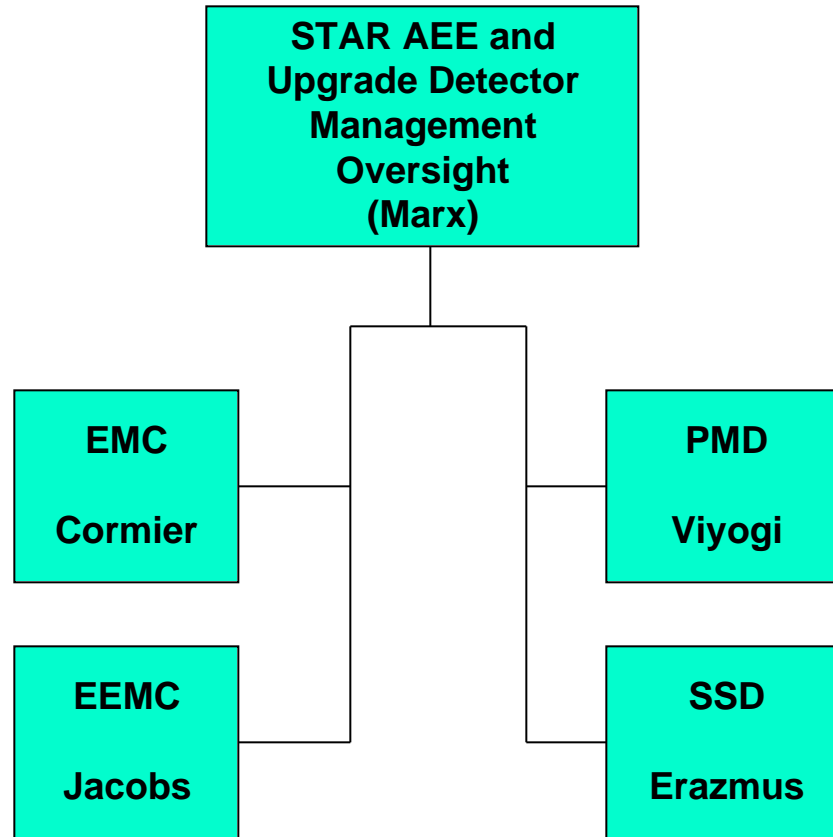 STAR AEE and
Upgrade Detector
Management
Oversight
(Marx)
EMC
Cormier
PMD
Viyogi
EEMC
Jacobs
SSD
Erazmus